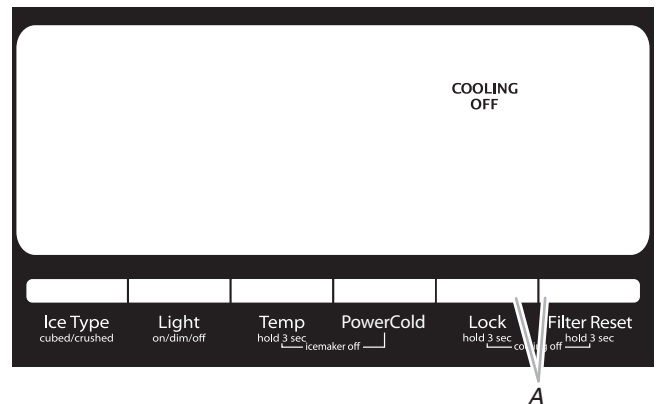 COOLING
OFF
Ice Type
cubed/crushed
Light
on/dim/off
Temp
hold 3 sec
PowerCold
icemaker off
Lock
hold 3 sec
Filter Reset
hold 3 sec
cooling off
A